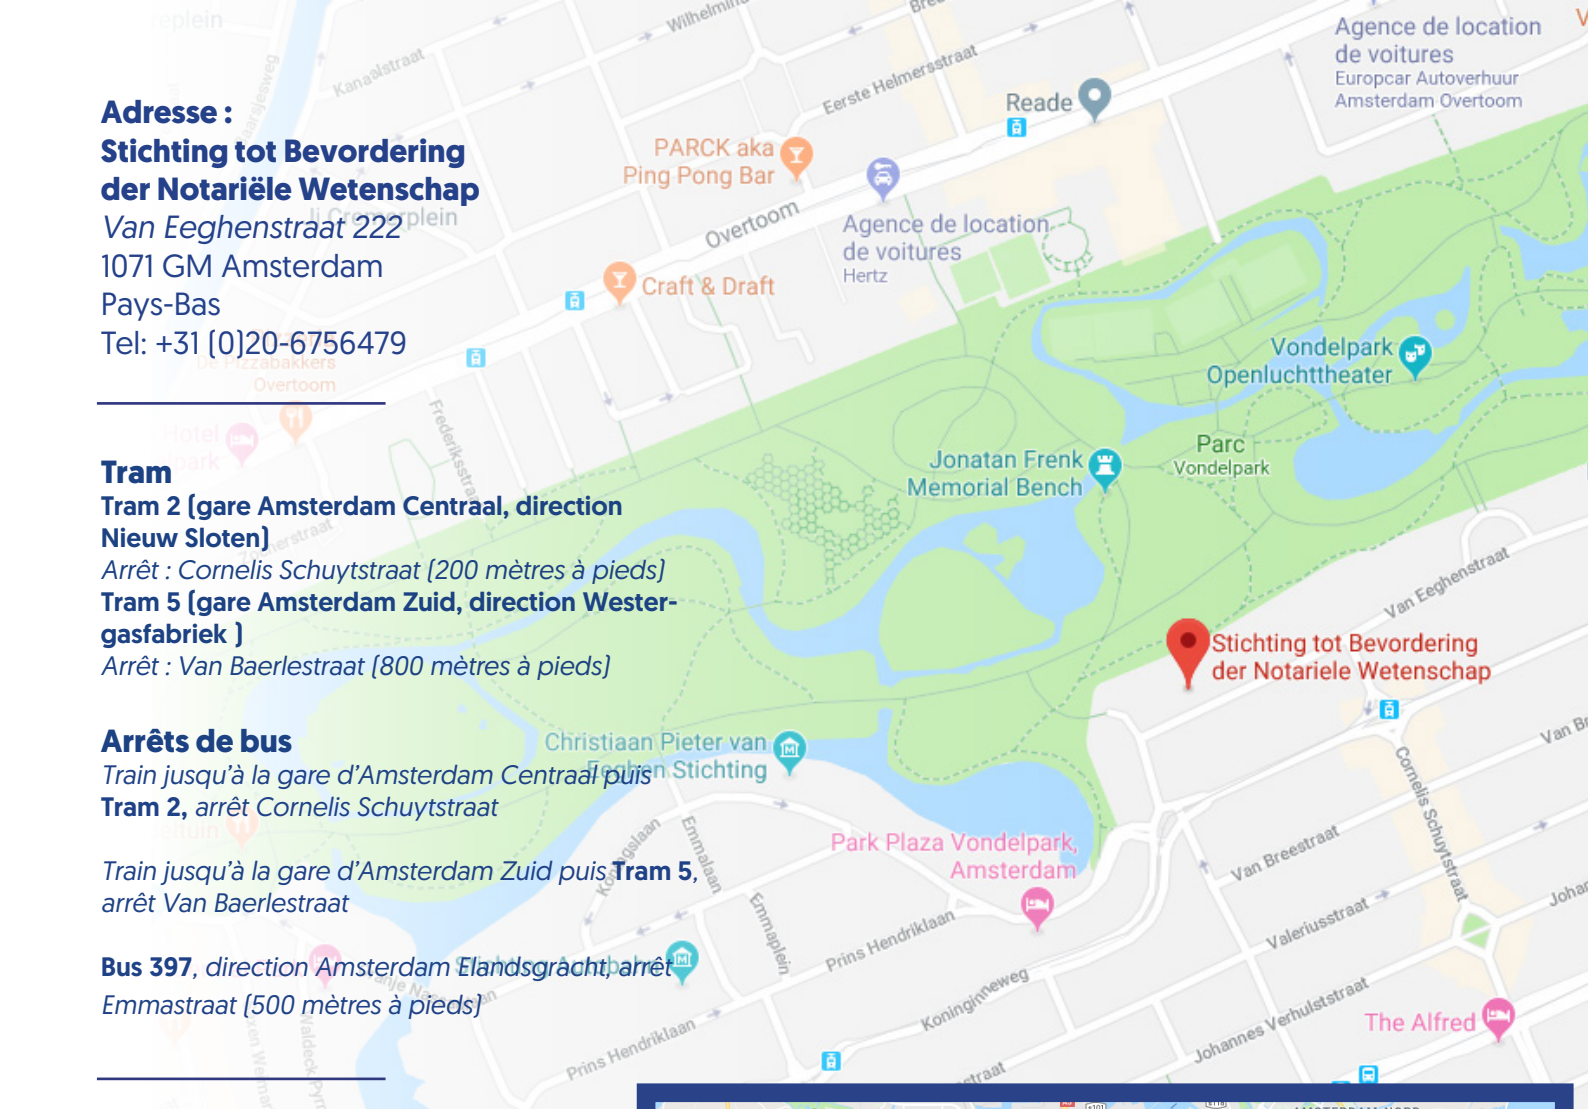 Adresse :
Stichting tot Bevordering
der Notariële Wetenschap
Van Eeghenstraat 222
1071 GM Amsterdam
Pays-Bas
Tel: +31 (0)20-6756479
Tram
Tram 2 (gare Amsterdam Centraal, direction
Nieuw Sloten)
Arrêt : Cornelis Schuytstraat (200 mètres à pieds)
Tram 5 (gare Amsterdam Zuid, direction Wester-
gasfabriek )
Arrêt : Van Baerlestraat (800 mètres à pieds)
Arrêts de bus
Train jusqu'à la gare d'Amsterdam Centraal puis
Tram 2, arrêt Cornelis Schuytstraat
Train jusqu'à la gare d'Amsterdam Zuid puis Tram 5,
arrêt Van Baerlestraat
Bus 397, direction Amsterdam Elandsgracht, arrêt
Emmastraat (500 mètres à pieds)
eplein
Kanaalstraat
Eerste Helmersstraat
Agence de location
de voitures
Europcar Autoverhuur
Amsterdam Overtoom
Reade
PARCK aka
Ping Pong Bar
Overtoom
Agence de location
de voitures
Hertz
Craft & Draft
Pizzabakkers
Overtoom
Hotel
Vondelpark
Openluchttheater
Parc
Vondelpark
Jonatan Frenk
Memorial Bench
Van Eeghenstraat
Stichting tot Bevordering
der Notariele Wetenschap
Christiaan Pieter van
Eeghen Stichting
Cornelis Schuytstraat
Park Plaza Vondelpark,
Amsterdam
Van Breestraat
Koningslaan
Emmalaan
Emmaplein
Prins Hendriklaan
Valeriusstraat
Koninginneweg
Johannes Verhulststraat
The Alfred
Prins Hendriklaan
straat